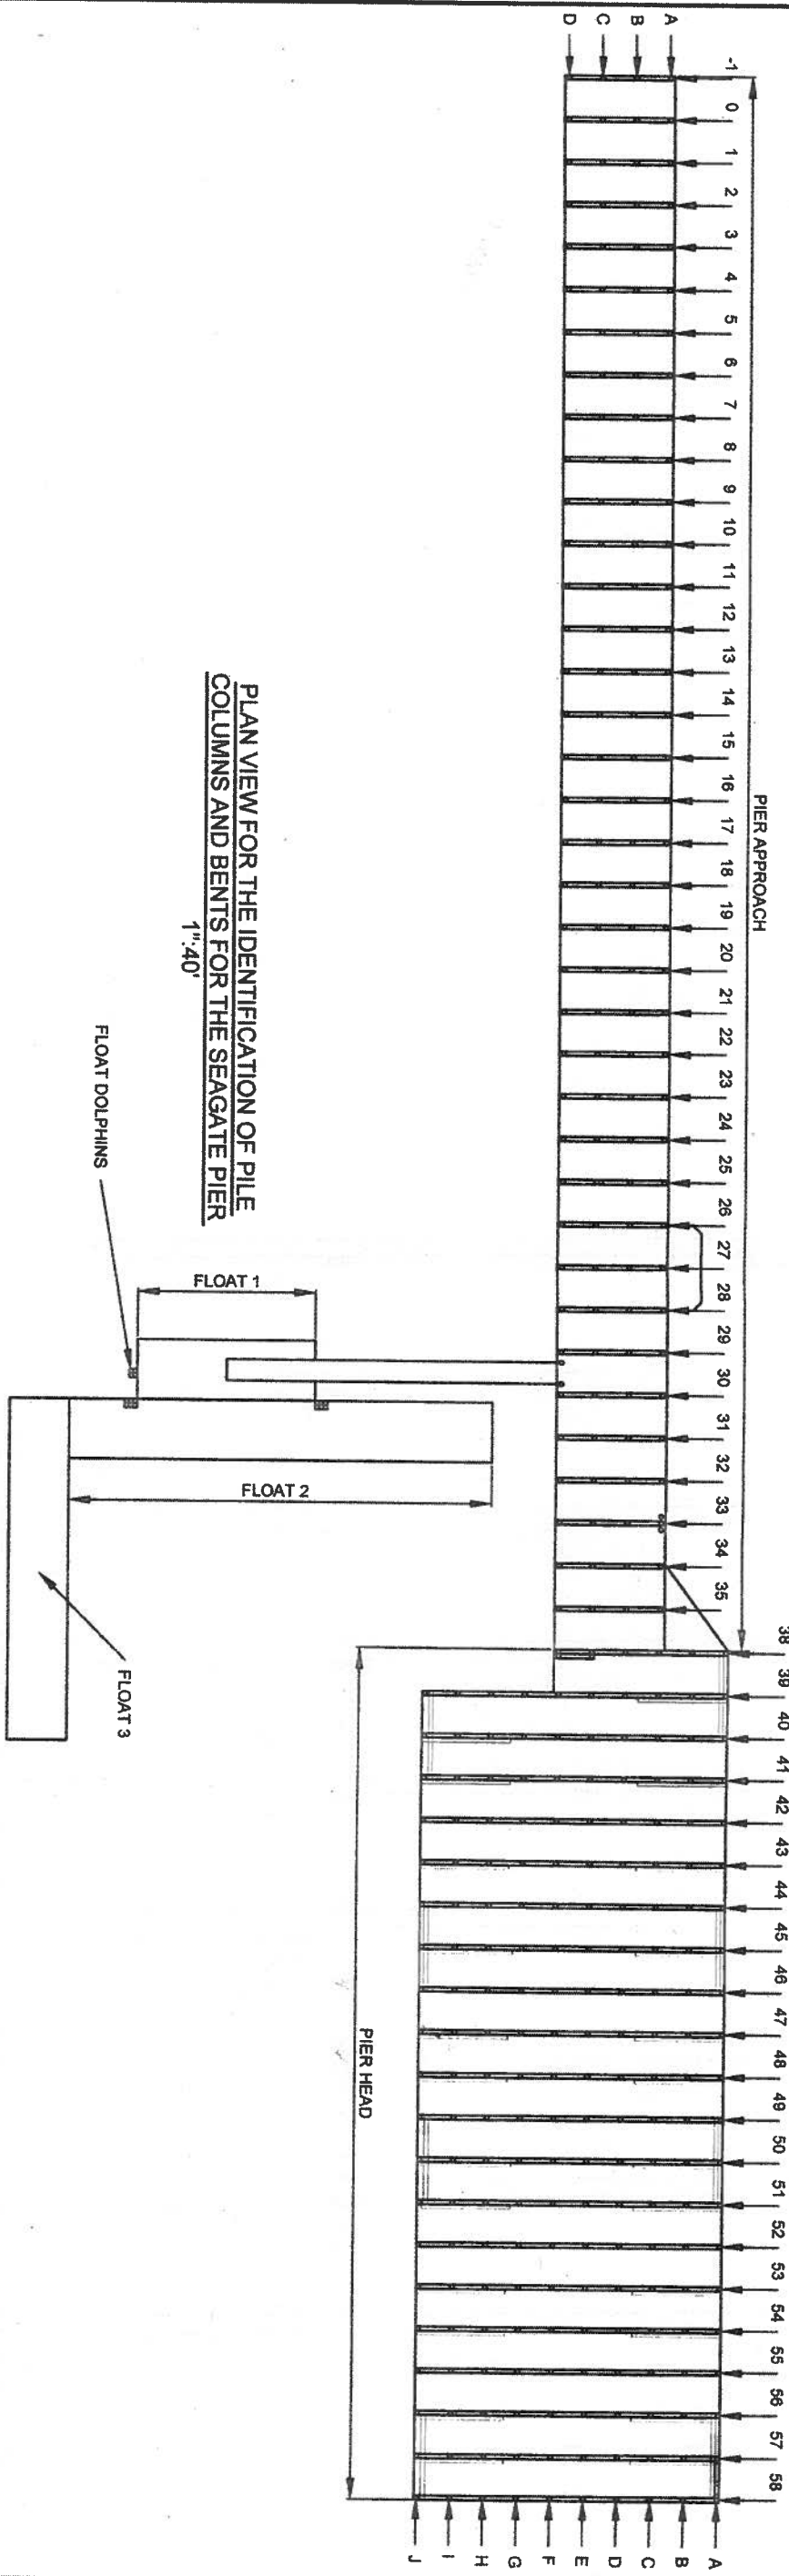 A
B
C
D
-1
0
1
2
3
4
5
6
7
8
9
10
11
12
13
14
15
16
17
18
19
20
21
22
23
24
25
26
27
28
29
30
31
32
33
34
35
38
39
40
41
42
43
44
45
46
47
48
49
50
51
52
53
54
55
56
57
58
PIER APPROACH
PIER HEAD
A
B
C
D
E
F
G
H
I
J
FLOAT 1
FLOAT 2
FLOAT 3
FLOAT DOLPHINS
PLAN VIEW FOR THE IDENTIFICATION OF PILE
COLUMNS AND BENTS FOR THE SEAGATE PIER
1":40'